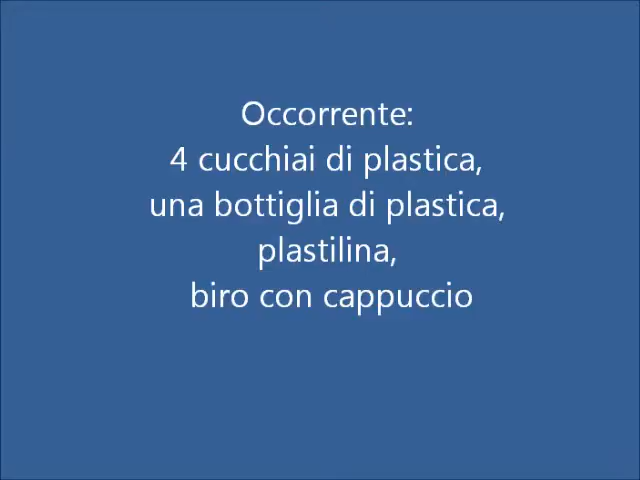 Occorrente:
4 cucchiai di plastica,
una bottiglia di plastica,
plastilina,
biro con cappuccio